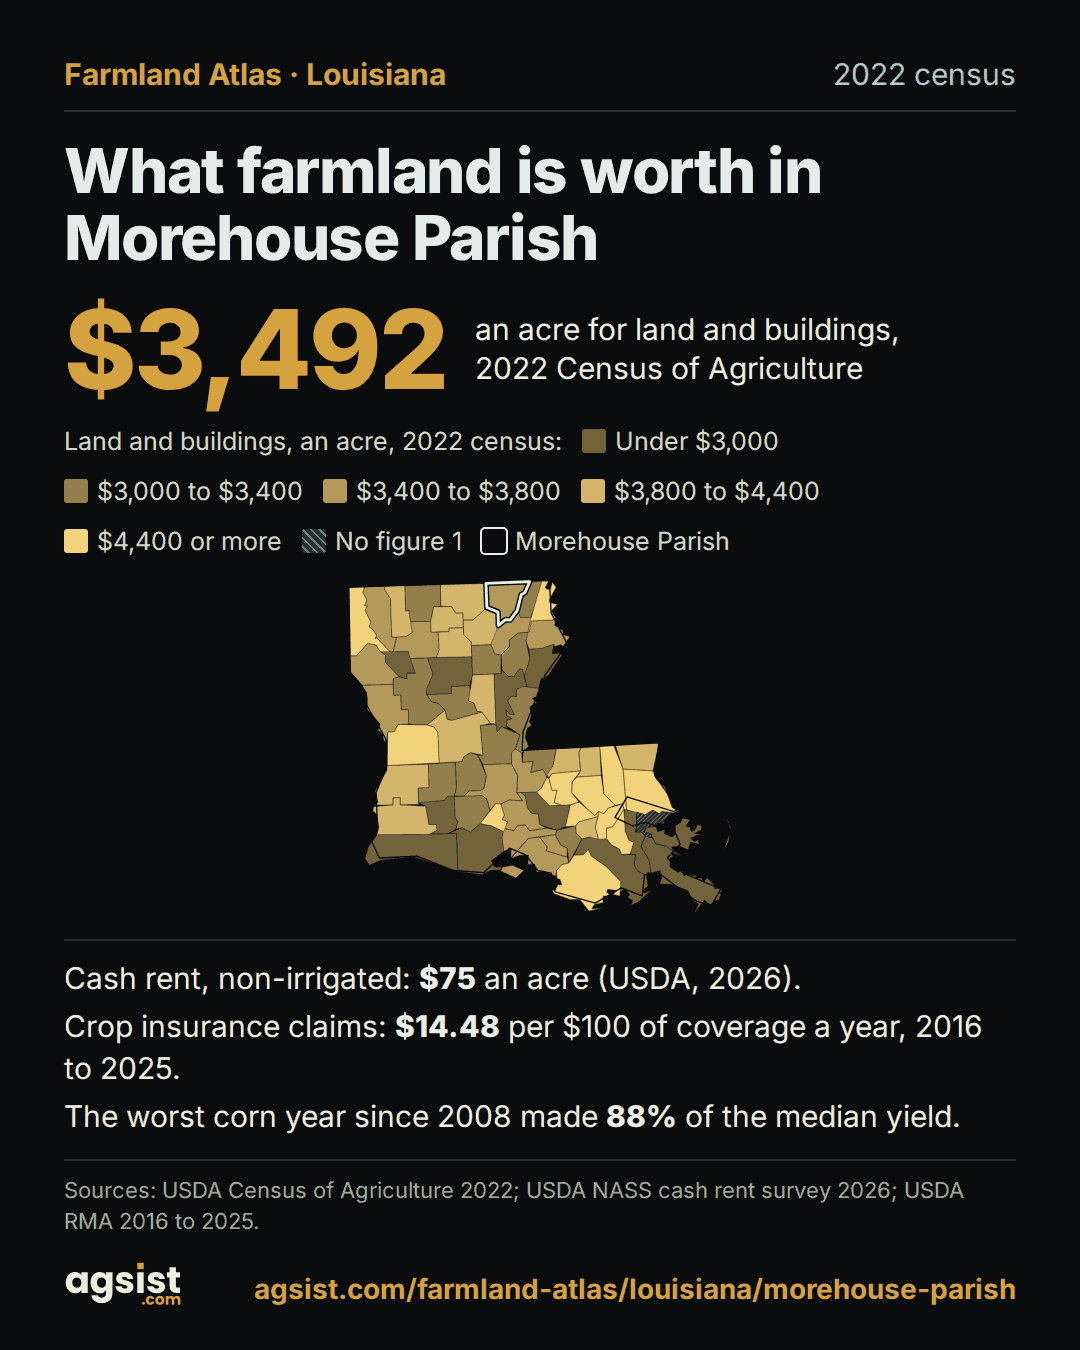 Farmland Atlas · Louisiana
2022 census
What farmland is worth in
Morehouse Parish
$3,492
an acre for land and buildings,
2022 Census of Agriculture
Land and buildings, an acre, 2022 census: Under $3,000
$3,000 to $3,400 $3,400 to $3,800 $3,800 to $4,400
$4,400 or more No figure 1 Morehouse Parish
Cash rent, non-irrigated: $75 an acre (USDA, 2026).
Crop insurance claims: $14.48 per $100 of coverage a year, 2016
to 2025.
The worst corn year since 2008 made 88% of the median yield.
Sources: USDA Census of Agriculture 2022; USDA NASS cash rent survey 2026; USDA
RMA 2016 to 2025.
agsist
.com
agsist.com/farmland-atlas/louisiana/morehouse-parish